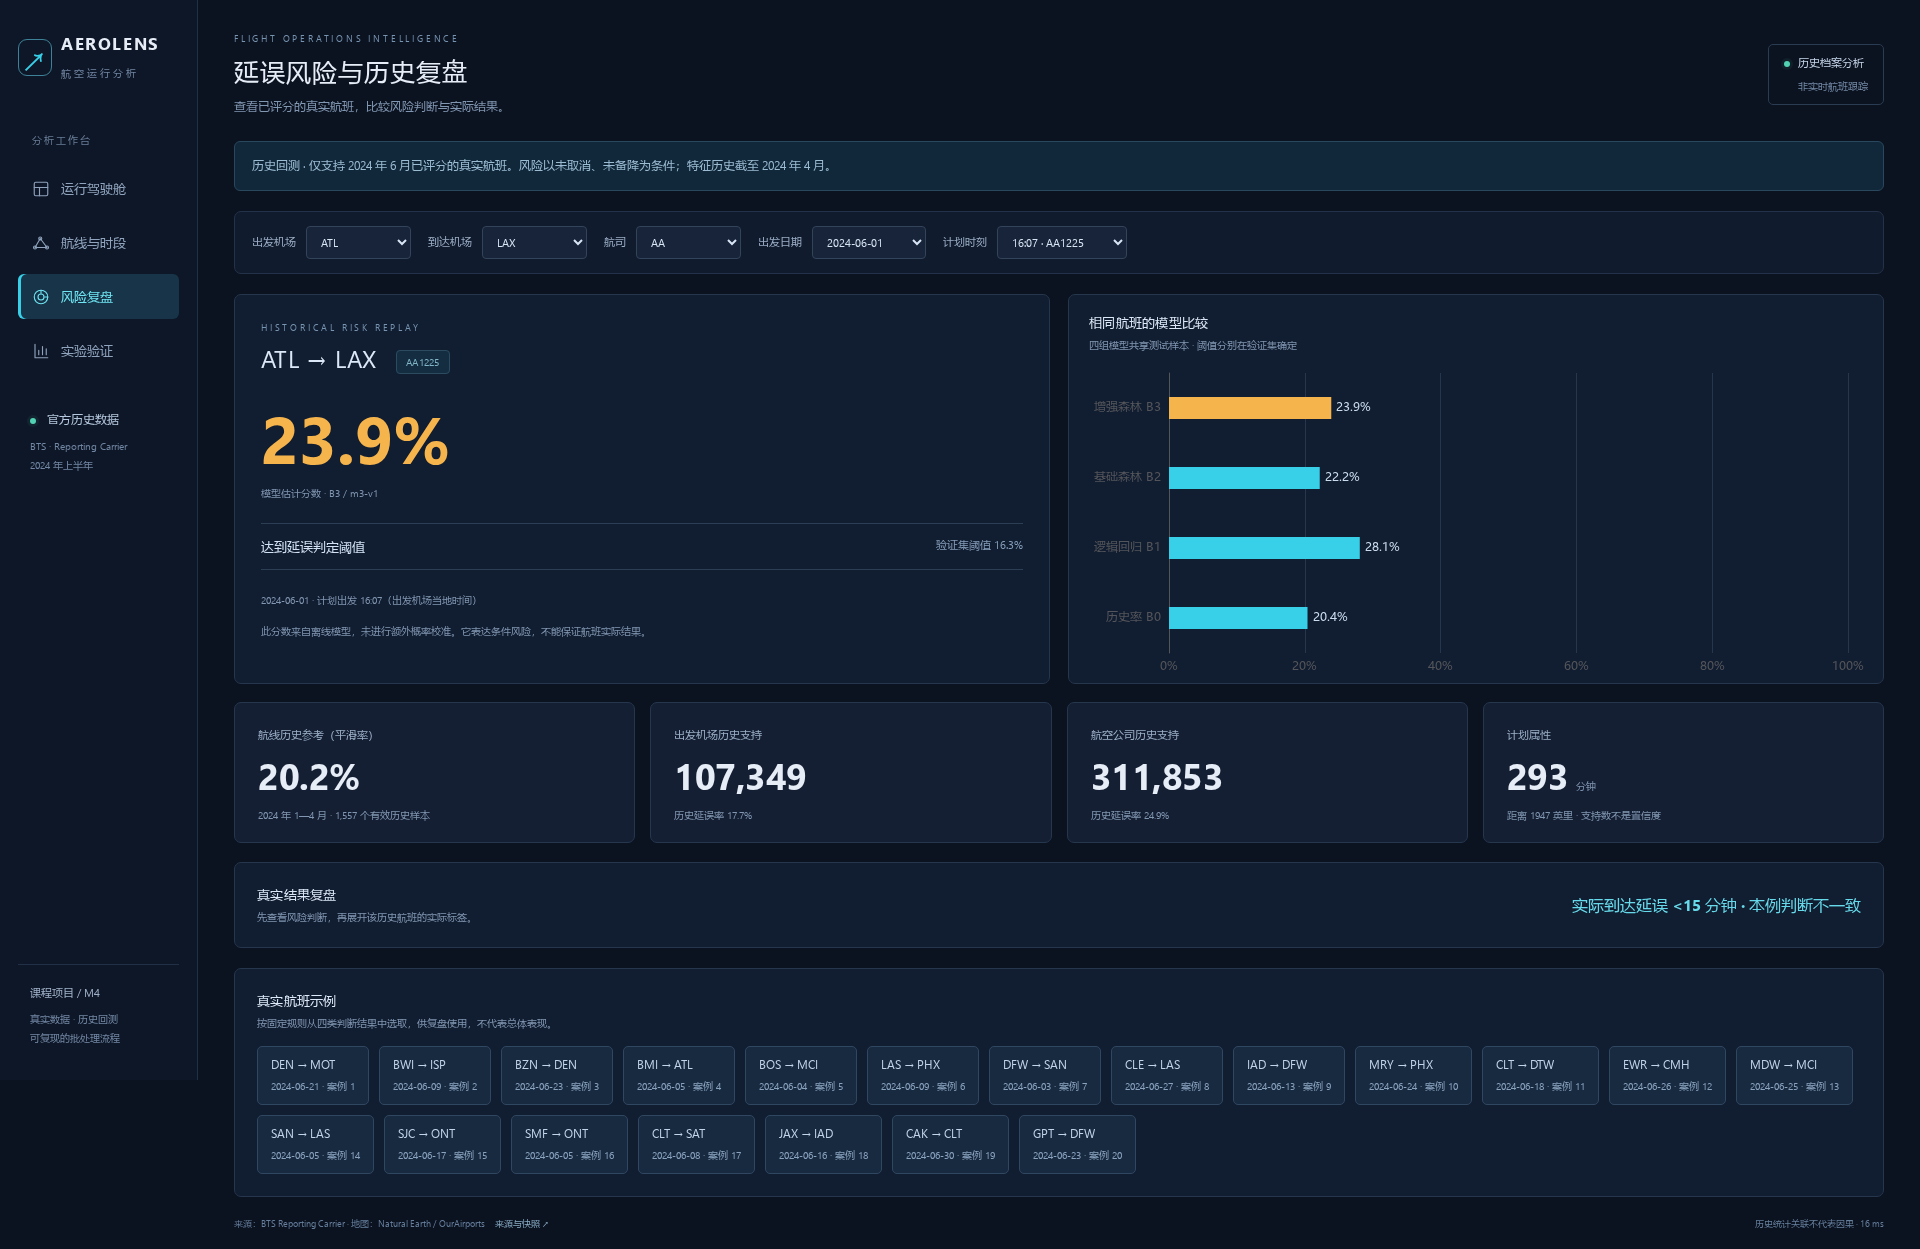 AEROLENS
航空运行分析
分析工作台
运行驾驶舱
航线与时段
风险复盘
实验验证
官方历史数据
BTS · Reporting Carrier
2024 年上半年
课程项目 / M4
真实数据 · 历史回测
可复现的批处理流程
FLIGHT OPERATIONS INTELLIGENCE
延误风险与历史复盘
查看已评分的真实航班，比较风险判断与实际结果。
历史档案分析
非实时航班跟踪
历史回测 · 仅支持 2024 年 6 月已评分的真实航班。风险以未取消、未备降为条件；特征历史截至 2024 年 4 月。
出发机场 ATL 到达机场 LAX 航司 AA 出发日期 2024-06-01 计划时刻 16:07 · AA1225
HISTORICAL RISK REPLAY
ATL → LAX AA1225
23.9%
模型估计分数 · B3 / m3-v1
达到延误判定阈值 验证集阈值 16.3%
2024-06-01 · 计划出发 16:07（出发机场当地时间）
此分数来自离线模型，未进行额外概率校准。它表达条件风险，不能保证航班实际结果。
相同航班的模型比较
四组模型共享测试样本 · 阈值分别在验证集确定
增强森林 B3 23.9%
基础森林 B2 22.2%
逻辑回归 B1 28.1%
历史率 B0 20.4%
0% 20% 40% 60% 80% 100%
航线历史参考（平滑率）
20.2%
2024 年 1—4 月 · 1,557 个有效历史样本
出发机场历史支持
107,349
历史延误率 17.7%
航空公司历史支持
311,853
历史延误率 24.9%
计划属性
293 分钟
距离 1947 英里 · 支持数不是置信度
真实结果复盘
先查看风险判断，再展开该历史航班的实际标签。
实际到达延误 <15 分钟 · 本例判断不一致
真实航班示例
按固定规则从四类判断结果中选取，供复盘使用，不代表总体表现。
DEN → MOT
2024-06-21 · 案例 1
BWI → ISP
2024-06-09 · 案例 2
BZN → DEN
2024-06-23 · 案例 3
BMI → ATL
2024-06-05 · 案例 4
BOS → MCI
2024-06-04 · 案例 5
LAS → PHX
2024-06-09 · 案例 6
DFW → SAN
2024-06-03 · 案例 7
CLE → LAS
2024-06-27 · 案例 8
IAD → DFW
2024-06-13 · 案例 9
MRY → PHX
2024-06-24 · 案例 10
CLT → DTW
2024-06-18 · 案例 11
EWR → CMH
2024-06-26 · 案例 12
MDW → MCI
2024-06-25 · 案例 13
SAN → LAS
2024-06-05 · 案例 14
SJC → ONT
2024-06-17 · 案例 15
SMF → ONT
2024-06-05 · 案例 16
CLT → SAT
2024-06-08 · 案例 17
JAX → IAD
2024-06-16 · 案例 18
CAK → CLT
2024-06-30 · 案例 19
GPT → DFW
2024-06-23 · 案例 20
来源：BTS Reporting Carrier · 地图：Natural Earth / OurAirports 来源与快照 ↗
历史统计关联不代表因果 · 16 ms